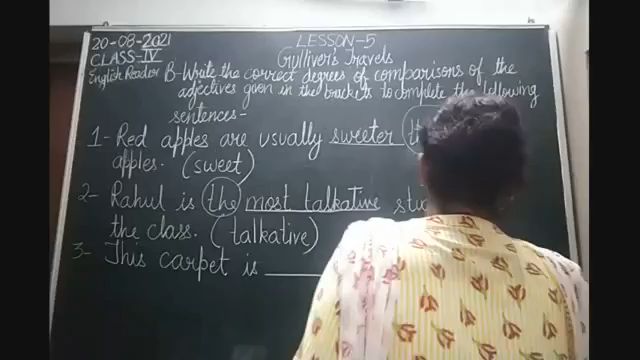 20-08-2021
CLASS-IV
English Reader
LESSON-5
Gulliver's Travels
B-Write the correct degrees of comparisons of the
adjectives given in the brackets to complete the following
sentences-
1- Red apples are usually sweeter
apples. (sweet)
2- Rahul is the most talkative
the class. (talkative)
3- This carpet is ______